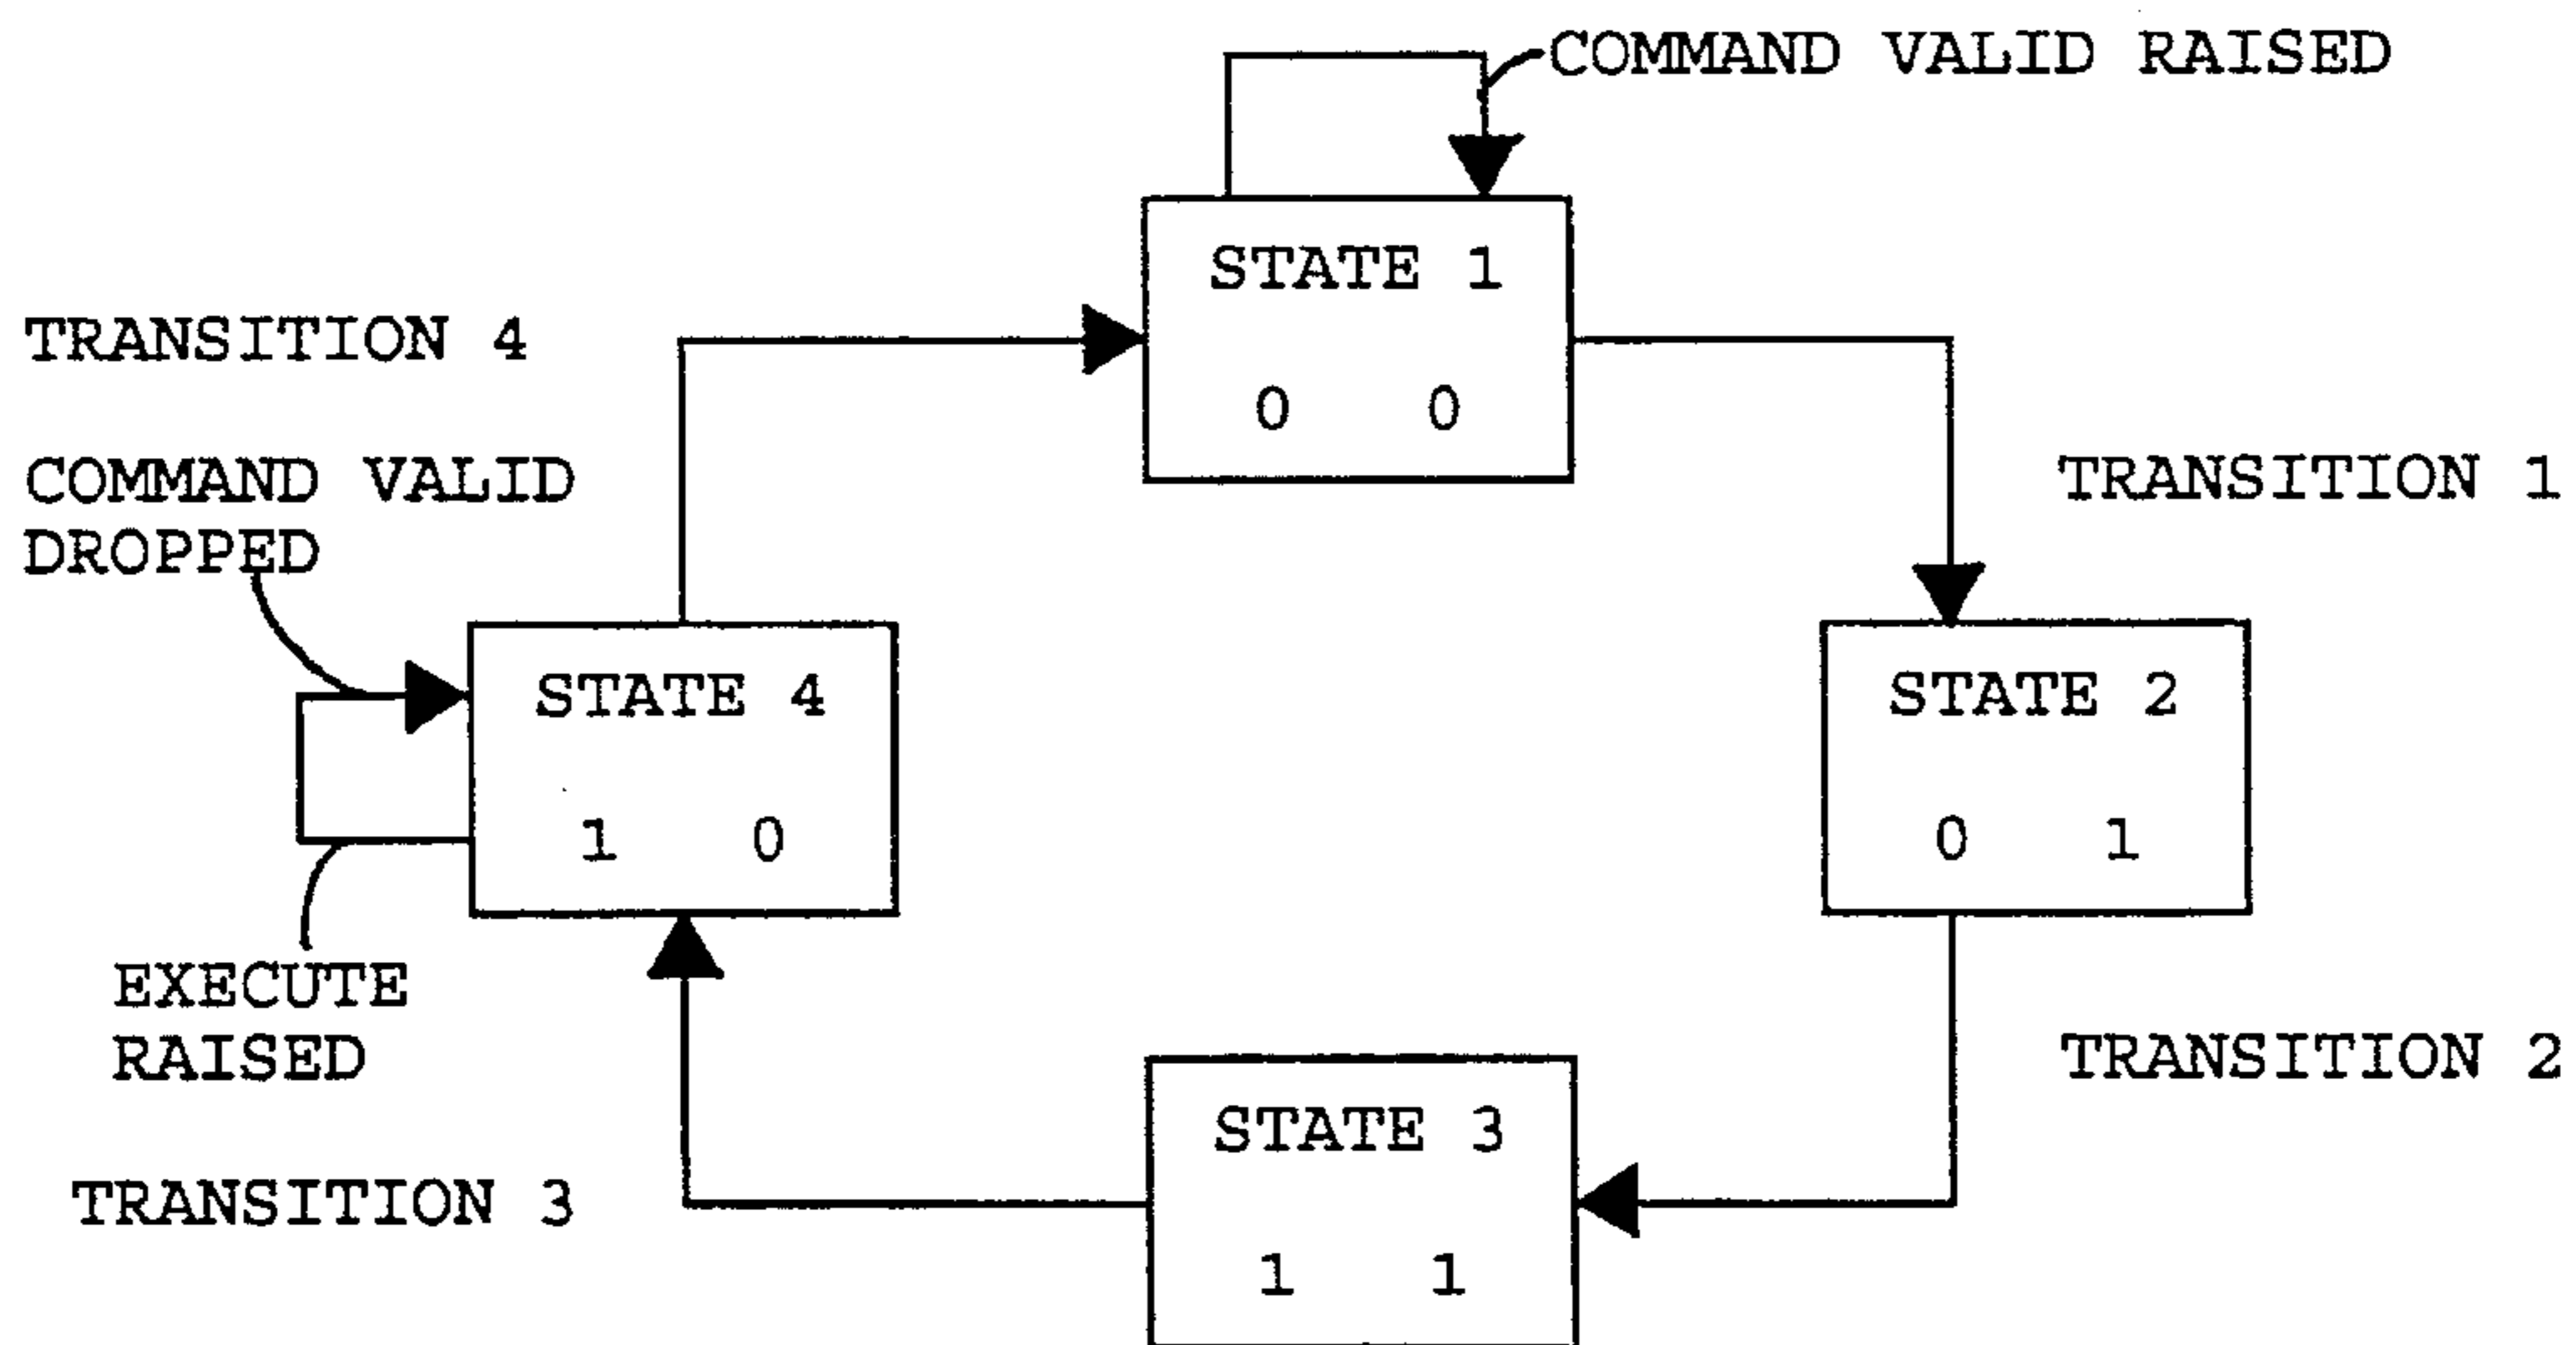 COMMAND VALID RAISED
STATE 1
0 0
TRANSITION 4
TRANSITION 1
COMMAND VALID
DROPPED
STATE 4
1 0
STATE 2
0 1
EXECUTE
RAISED
TRANSITION 2
STATE 3
1 1
TRANSITION 3